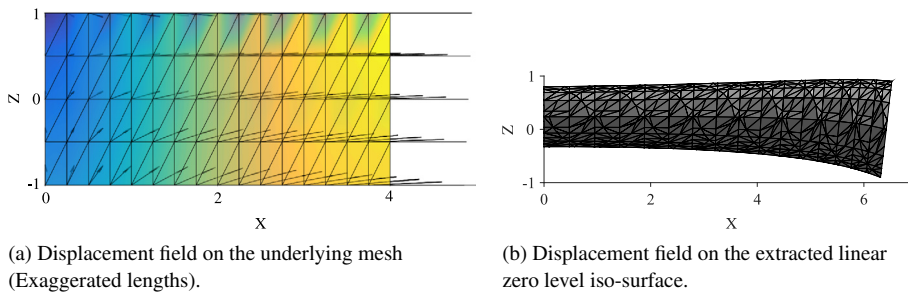 1
0
-1
Z
0
2
4
X
1
0
-1
Z
0
2
4
6
X
(a) Displacement field on the underlying mesh
(Exaggerated lengths).
(b) Displacement field on the extracted linear
zero level iso-surface.